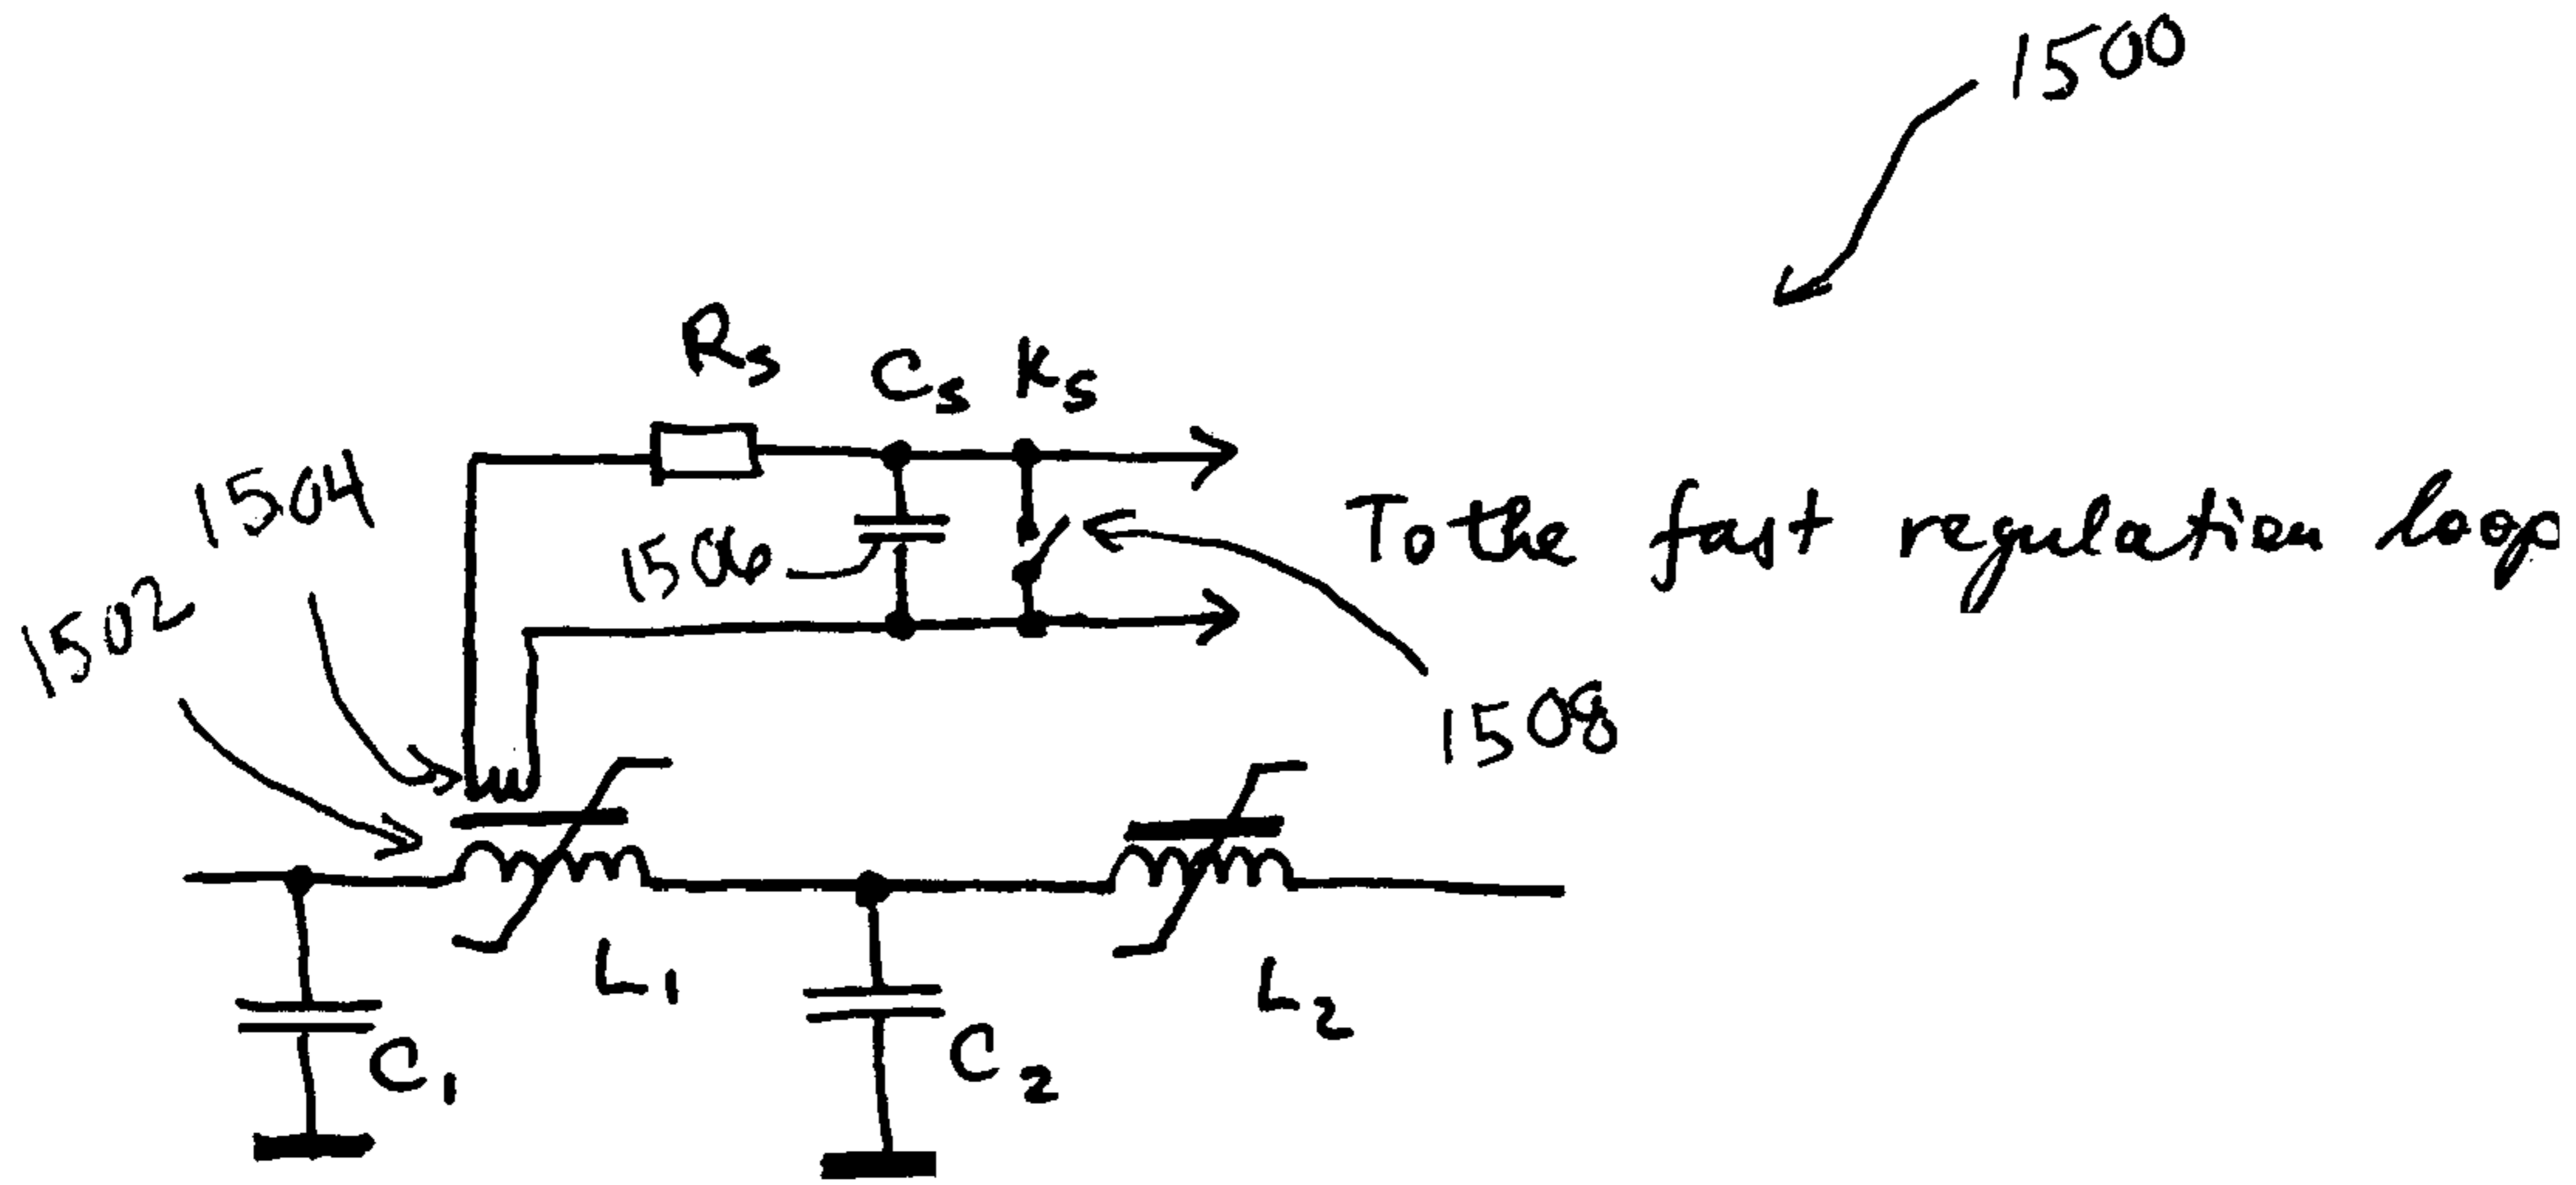 1500
Rs
Cs
Ks
1504
1506
To the fast regulation loop
1502
1508
L1
L2
C1
C2